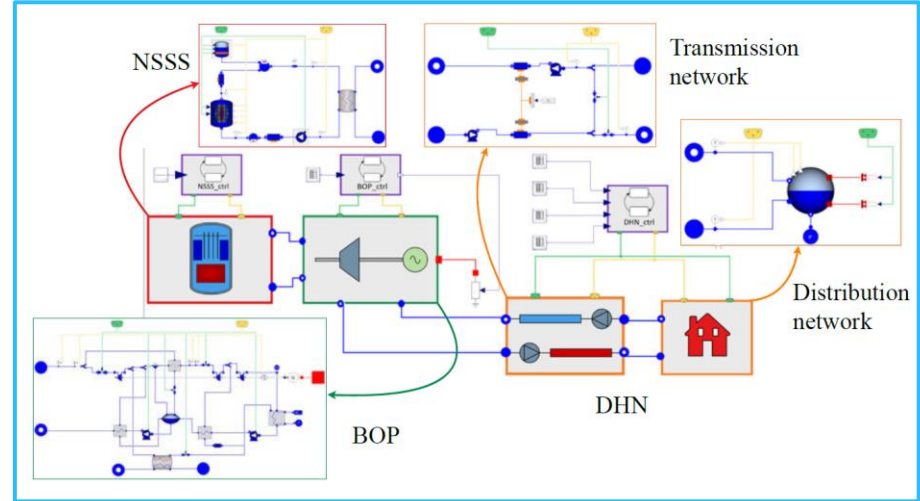 NSSS
Transmission
network
NSSS_ctrl
BOP_ctrl
DHN_ctrl
Distribution
network
DHN
BOP